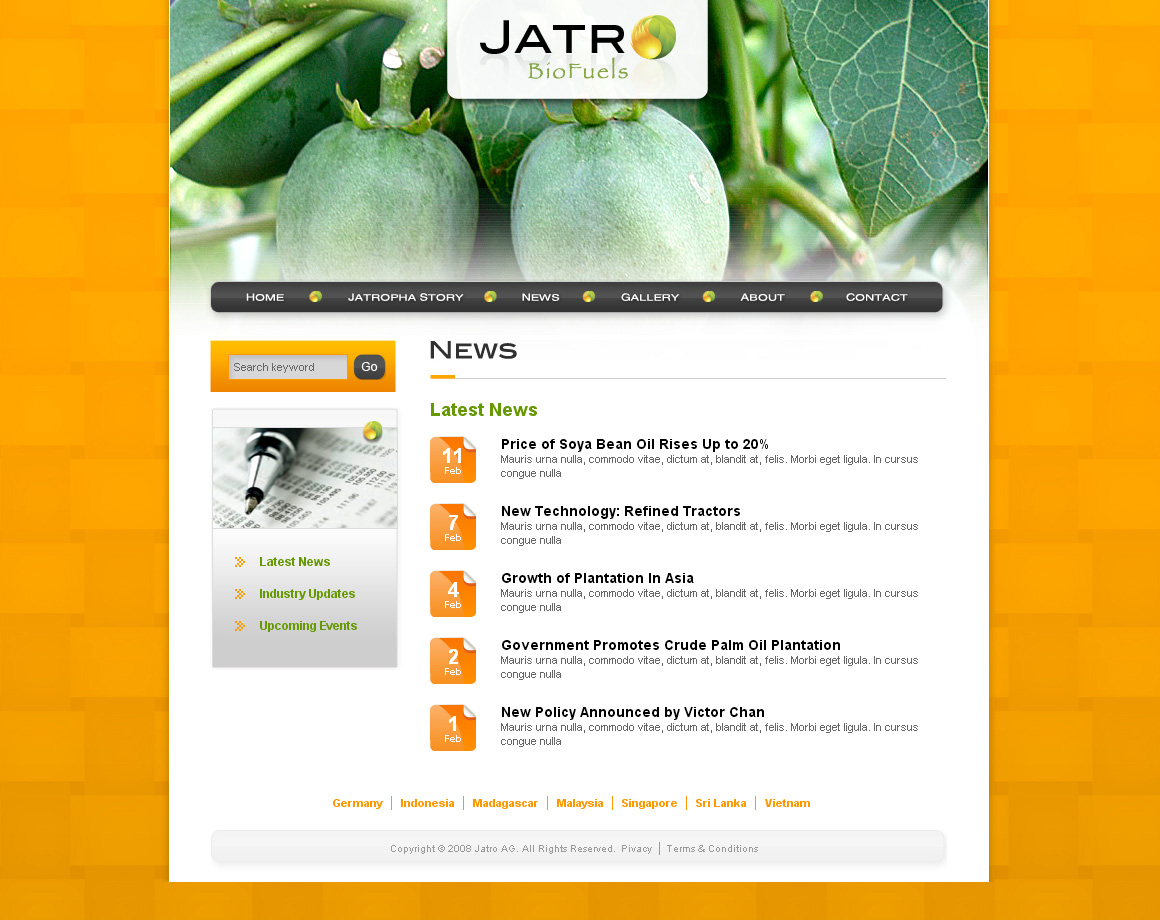 JATRO
BioFuels
HOME JATROPHA STORY NEWS GALLERY ABOUT CONTACT
Search keyword Go
NEWS
Latest News
11 Feb
Price of Soya Bean Oil Rises Up to 20%
Mauris urna nulla, commodo vitae, dictum at, blandit at, felis. Morbi eget ligula. In cursus
congue nulla
7 Feb
New Technology: Refined Tractors
Mauris urna nulla, commodo vitae, dictum at, blandit at, felis. Morbi eget ligula. In cursus
congue nulla
4 Feb
Growth of Plantation In Asia
Mauris urna nulla, commodo vitae, dictum at, blandit at, felis. Morbi eget ligula. In cursus
congue nulla
2 Feb
Government Promotes Crude Palm Oil Plantation
Mauris urna nulla, commodo vitae, dictum at, blandit at, felis. Morbi eget ligula. In cursus
congue nulla
1 Feb
New Policy Announced by Victor Chan
Mauris urna nulla, commodo vitae, dictum at, blandit at, felis. Morbi eget ligula. In cursus
congue nulla
Latest News
Industry Updates
Upcoming Events
Germany | Indonesia | Madagascar | Malaysia | Singapore | Sri Lanka | Vietnam
Copyright © 2008 Jatro AG. All Rights Reserved. Pivacy | Terms & Conditions